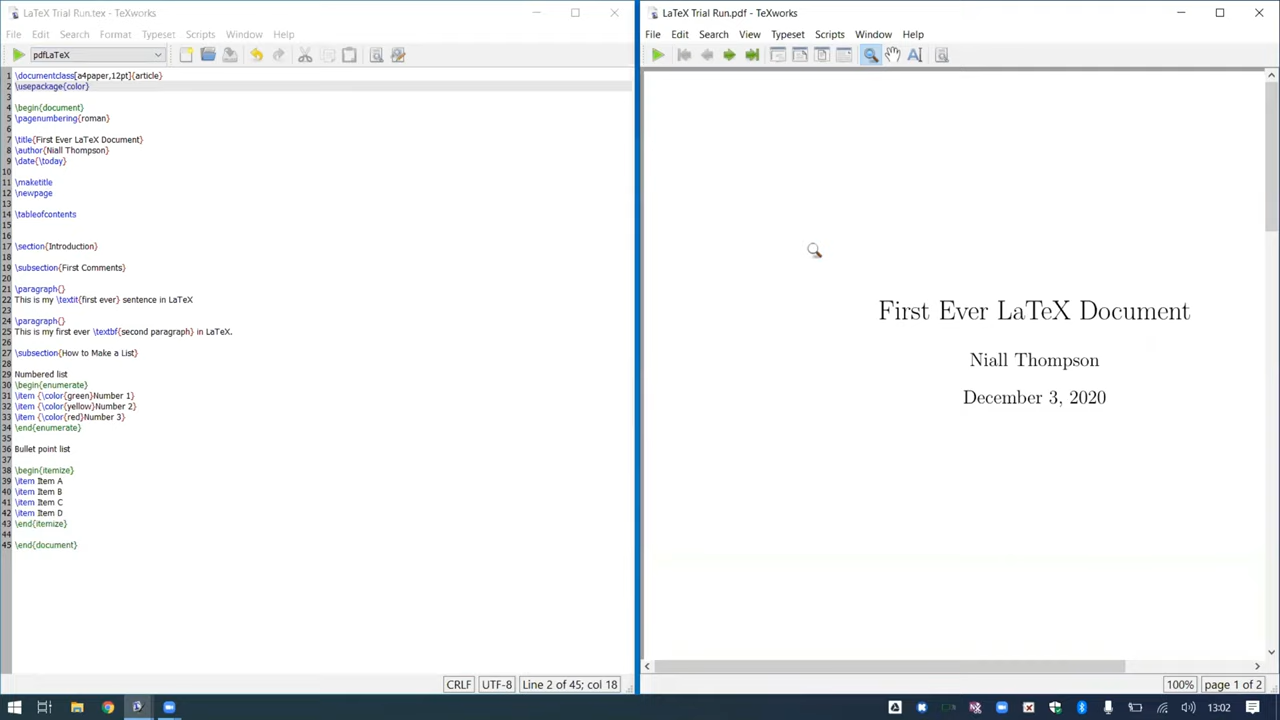 LaTeX Trial Run.tex - TeXworks
File Edit Search Format Typeset Scripts Window Help
pdfLaTeX
1 \documentclass[a4paper,12pt]{article}
2 \usepackage{color}
4 \begin{document}
5 \pagenumbering{roman}
6
7 \title{First Ever LaTeX Document}
8 \author{Niall Thompson}
9 \date{\today}
10
11 \maketitle
12 \newpage
13
14 \tableofcontents
15
16
17 \section{Introduction}
18
19 \subsection{First Comments}
20
21 \paragraph{}
22 This is my \textit{first ever} sentence in LaTeX
23
24 \paragraph{}
25 This is my first ever \textbf{second paragraph} in LaTeX.
26
27 \subsection{How to Make a List}
28
29 Numbered list
30 \begin{enumerate}
31 \item {\color{green}Number 1}
32 \item {\color{yellow}Number 2}
33 \item {\color{red}Number 3}
34 \end{enumerate}
35
36 Bullet point list
37
38 \begin{itemize}
39 \item Item A
40 \item Item B
41 \item Item C
42 \item Item D
43 \end{itemize}
44
45 \end{document}
CRLF UTF-8 Line 2 of 45; col 18
LaTeX Trial Run.pdf - TeXworks
File Edit Search View Typeset Scripts Window Help
First Ever LaTeX Document
Niall Thompson
December 3, 2020
100% page 1 of 2
13:02